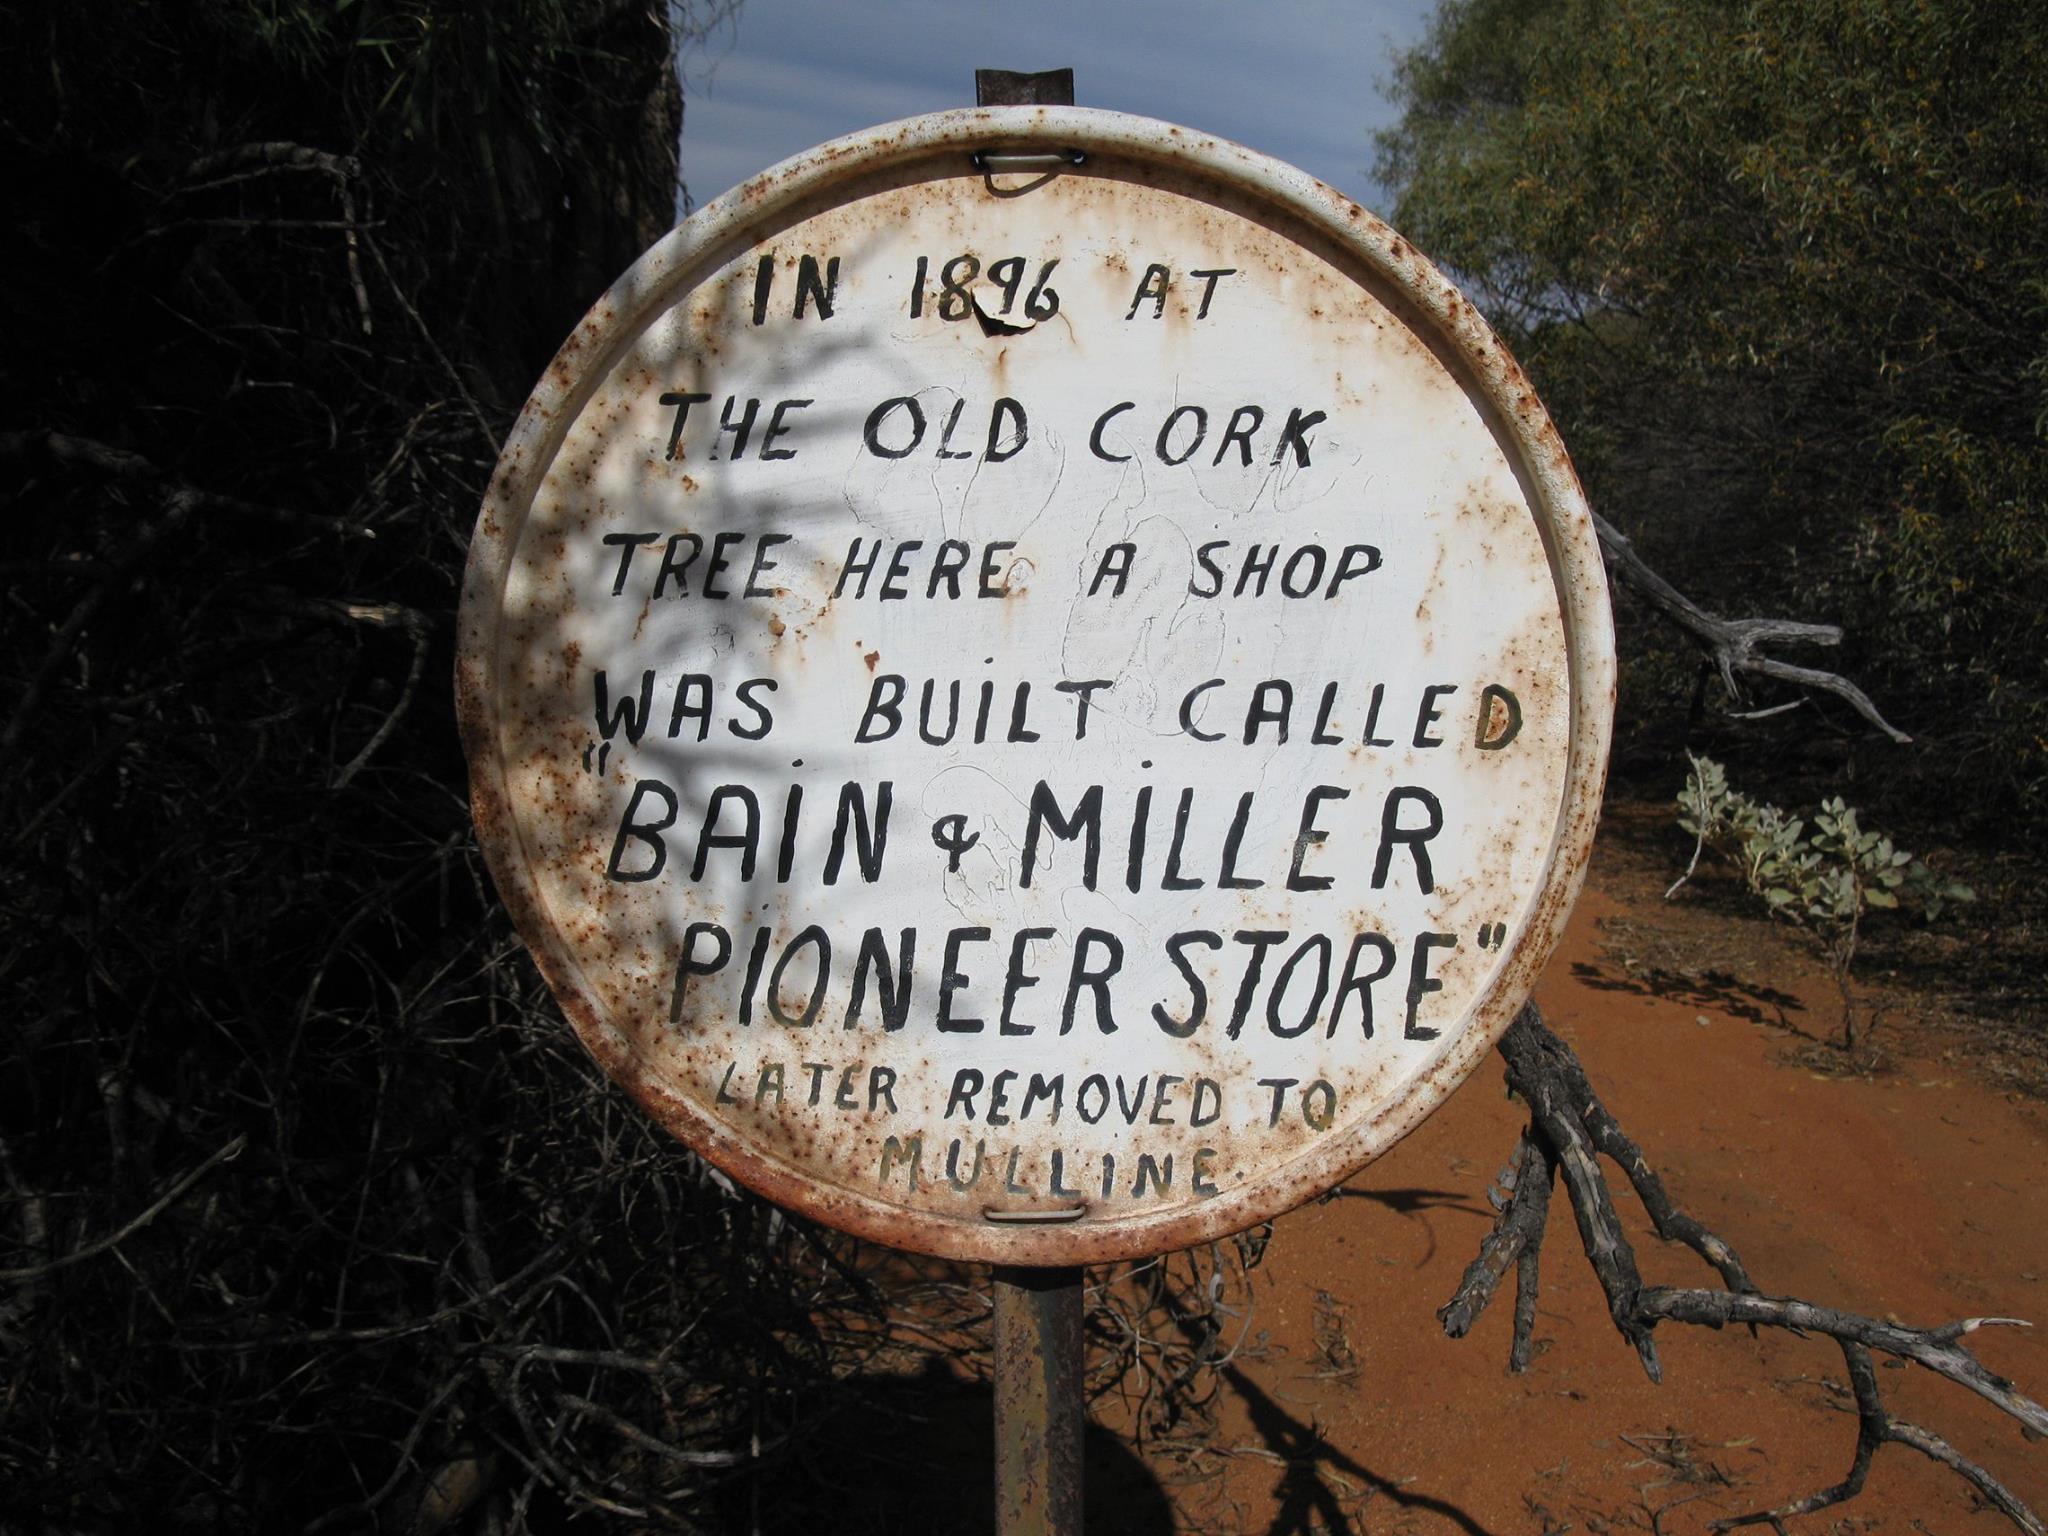 IN 1896 AT
THE OLD CORK
TREE HERE A SHOP
WAS BUILT CALLED
"BAIN & MILLER
PIONEER STORE"
LATER REMOVED TO
MULLINE.